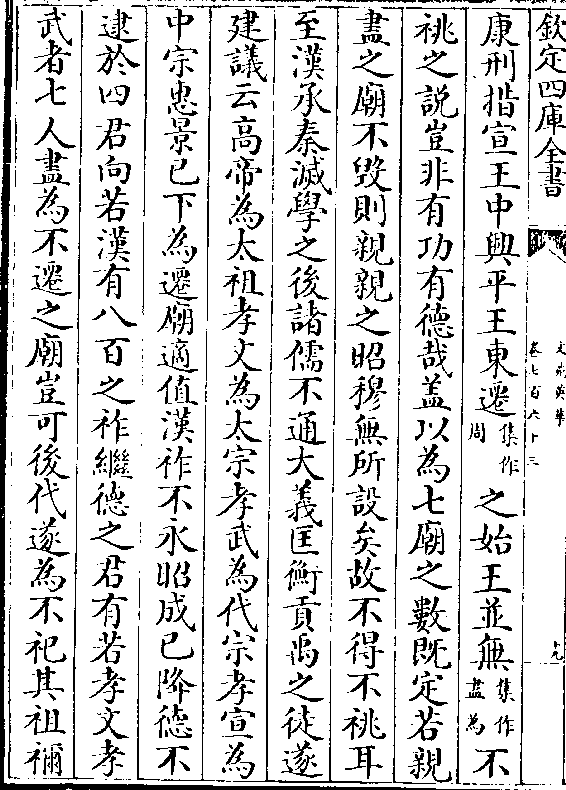 欽定四庫全書
文苑英華
卷七百六十三
十九
康刑措宣王中興平王東遷集作周之始王並無集作盡為不
祧之說豈非有功有德哉盖以為七廟之數既定若親
盡之廟不毀則親親之昭穆無所設矣故不得不祧耳
至漢承秦滅學之後諸儒不通大義匡衡貢禹之徒遂
建議云高帝為太祖孝文為太宗孝武為代宗孝宣為
中宗惠景已下為遷廟適值漢祚不永昭成已降德不
逮於四君向若漢有八百之祚繼德之君有若孝文孝
武者七人盡為不遷之廟豈可後代遂為不祀其祖禰